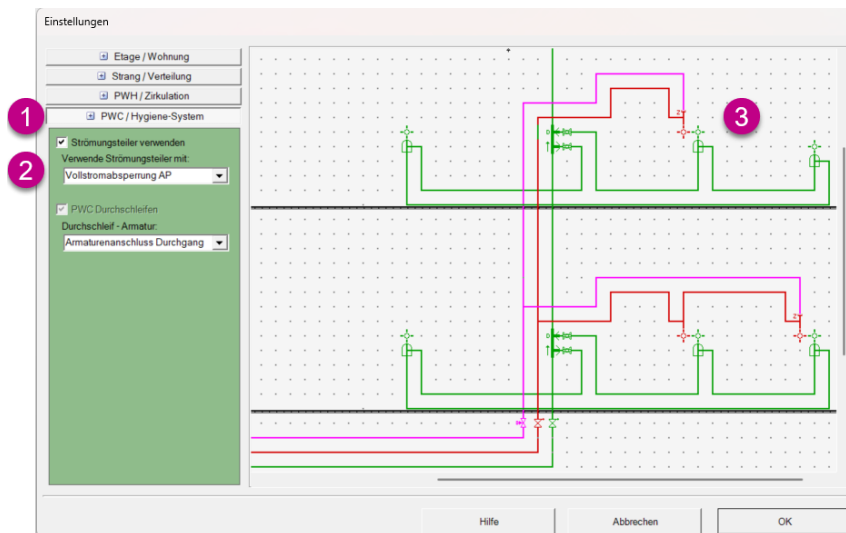 Einstellungen
Etage / Wohnung
Strang / Verteilung
PWH / Zirkulation
1
PWC / Hygiene-System
3
Strömungsteiler verwenden
2
Verwende Strömungsteiler mit:
Vollstromabsperrung AP
PWC Durchschleifen
Durchschleif - Armatur:
Armaturenanschluss Durchgang
Hilfe
Abbrechen
OK